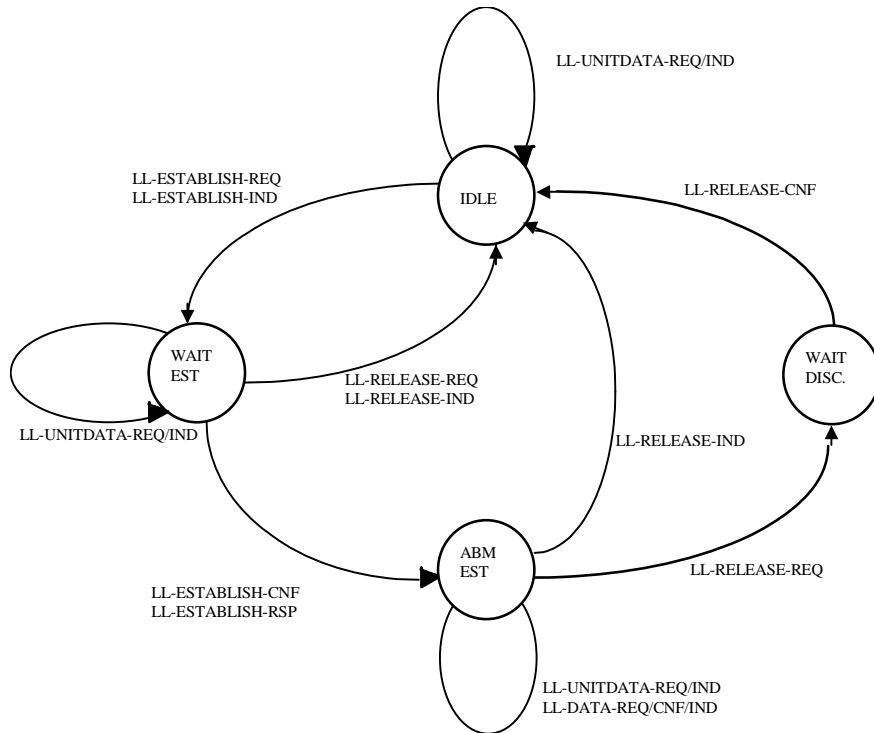 LL-UNITDATA-REQ/IND
LL-ESTABLISH-REQ
LL-ESTABLISH-IND
IDLE
LL-RELEASE-CNF
WAIT
EST
WAIT
DISC.
LL-RELEASE-REQ
LL-RELEASE-IND
LL-UNITDATA-REQ/IND
LL-RELEASE-IND
ABM
EST
LL-RELEASE-REQ
LL-ESTABLISH-CNF
LL-ESTABLISH-RSP
LL-UNITDATA-REQ/IND
LL-DATA-REQ/CNF/IND